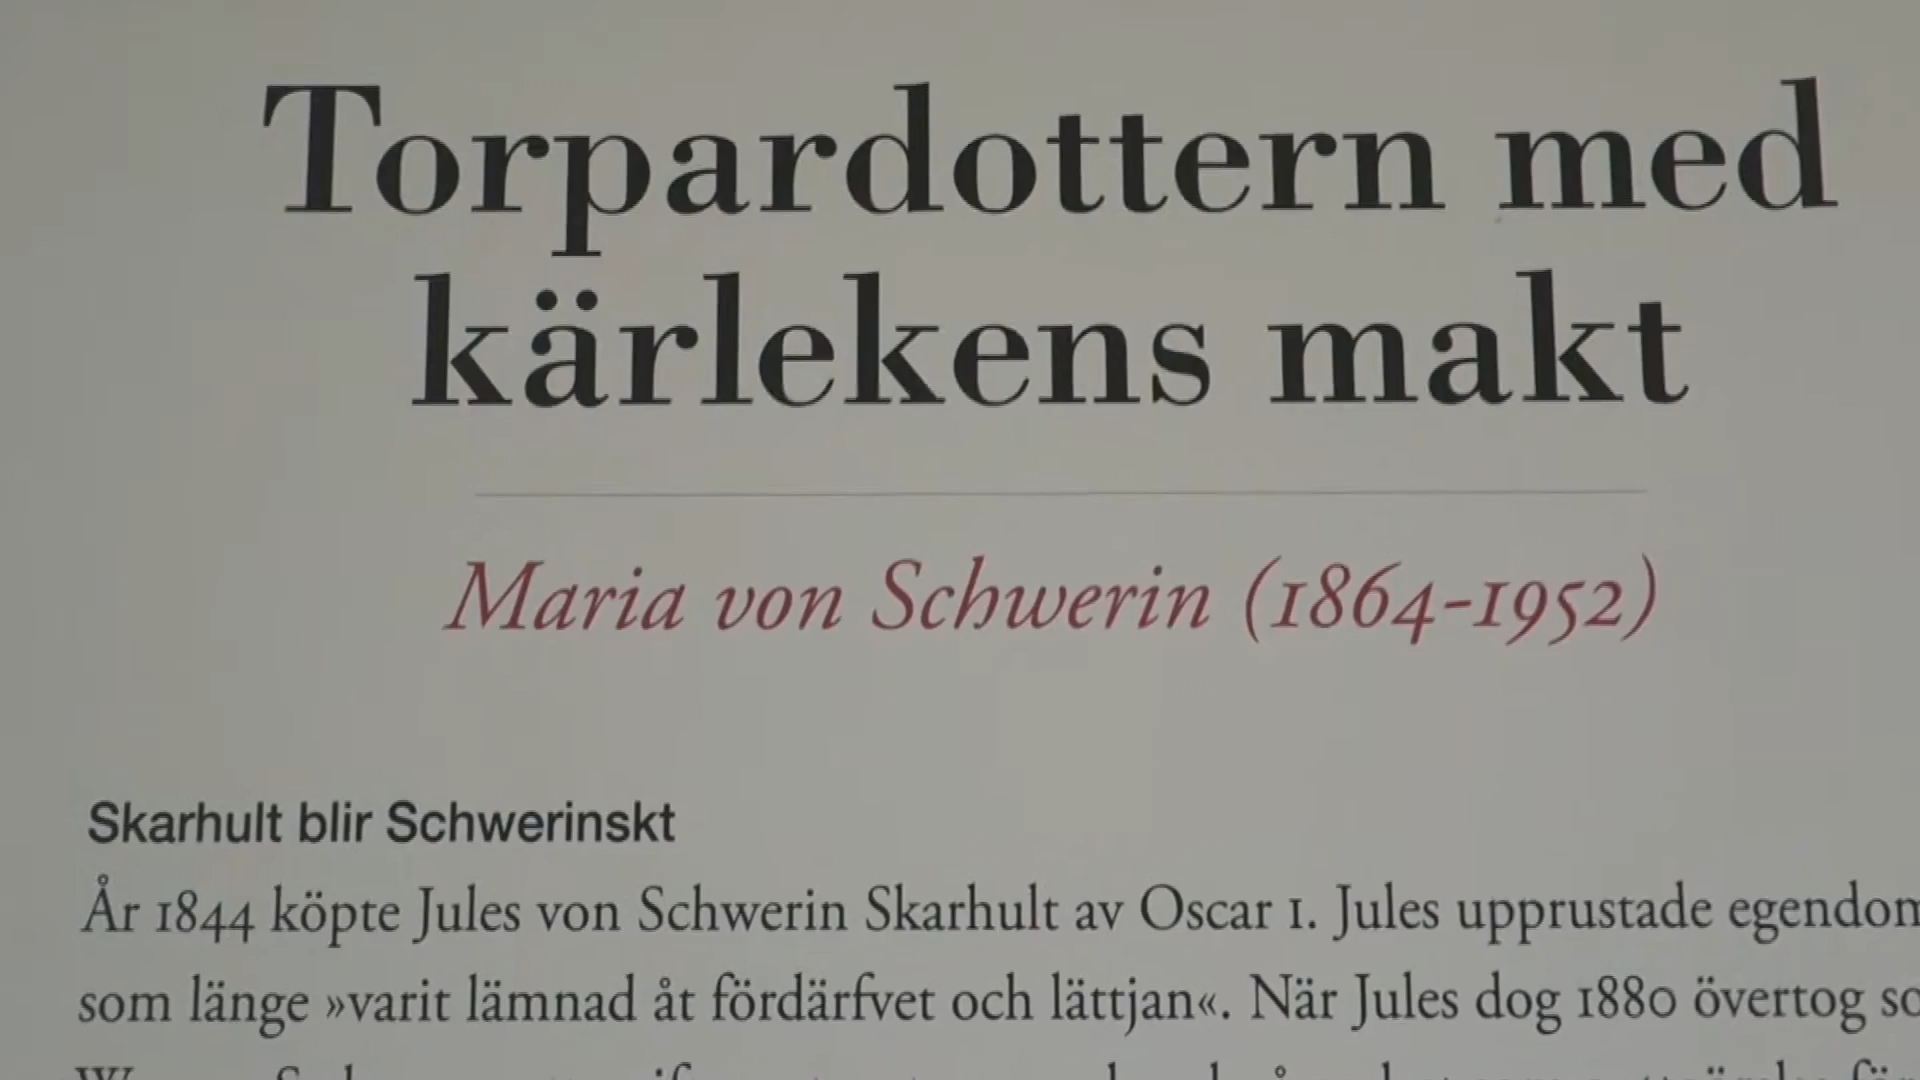 Torpardottern med
kärlekens makt
Maria von Schwerin (1864-1952)
Skarhult blir Schwerinskt
År 1844 köpte Jules von Schwerin Skarhult av Oscar I. Jules upprustade egendom
som länge »varit lämnad åt fördärfvet och lättjan«. När Jules dog 1880 övertog so